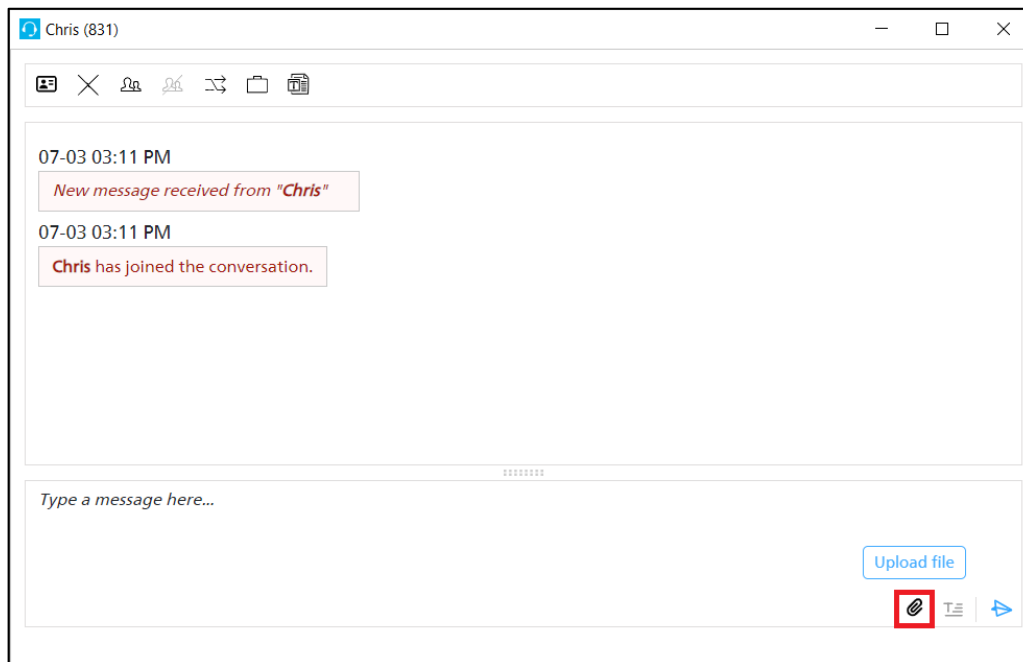 Chris (831)
07-03 03:11 PM
New message received from "Chris"
07-03 03:11 PM
Chris has joined the conversation.
Type a message here...
Upload file